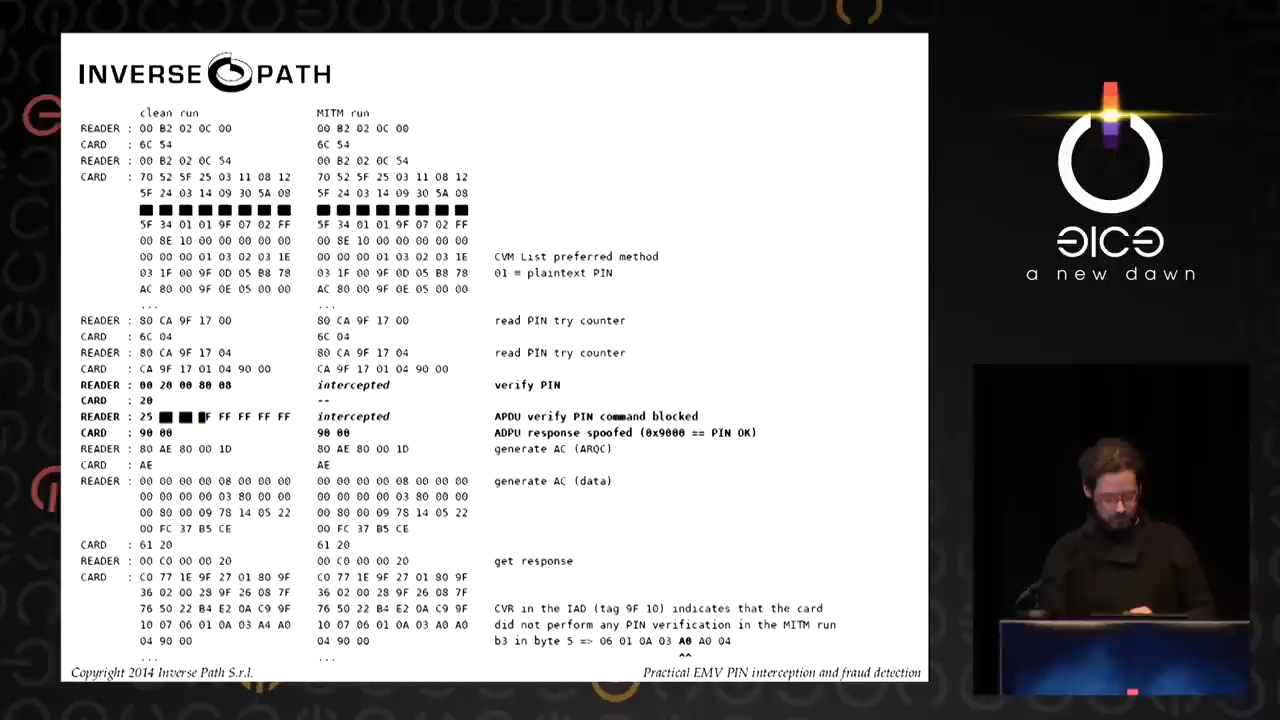 INVERSE PATH
clean run MITM run
READER : 00 B2 02 0C 00 00 B2 02 0C 00
CARD : 6C 54 6C 54
READER : 00 B2 02 0C 54 00 B2 02 0C 54
CARD : 70 52 5F 25 03 11 08 12 70 52 5F 25 03 11 08 12
5F 24 03 14 09 30 5A 08 5F 24 03 14 09 30 5A 08
5F 34 01 01 9F 07 02 FF 5F 34 01 01 9F 07 02 FF
00 8E 10 00 00 00 00 00 00 8E 10 00 00 00 00 00
00 00 00 01 03 02 03 1E 00 00 00 01 03 02 03 1E CVM List preferred method
03 1F 00 9F 0D 05 B8 78 03 1F 00 9F 0D 05 B8 78 01 = plaintext PIN
AC 80 00 9F 0E 05 00 00 AC 80 00 9F 0E 05 00 00
... ...
READER : 80 CA 9F 17 00 80 CA 9F 17 00 read PIN try counter
CARD : 6C 04 6C 04
READER : 80 CA 9F 17 04 80 CA 9F 17 04 read PIN try counter
CARD : CA 9F 17 01 04 90 00 CA 9F 17 01 04 90 00
READER : 00 20 00 80 08 intercepted verify PIN
CARD : 20 --
READER : 25 F FF FF FF FF intercepted APDU verify PIN command blocked
CARD : 90 00 90 00 ADPU response spoofed (0x9000 == PIN OK)
READER : 80 AE 80 00 1D 80 AE 80 00 1D generate AC (ARQC)
CARD : AE AE
READER : 00 00 00 00 08 00 00 00 00 00 00 00 08 00 00 00 generate AC (data)
00 00 00 00 03 80 00 00 00 00 00 00 03 80 00 00
00 80 00 09 78 14 05 22 00 80 00 09 78 14 05 22
00 FC 37 B5 CE 00 FC 37 B5 CE
CARD : 61 20 61 20
READER : 00 C0 00 00 20 00 C0 00 00 20 get response
CARD : C0 77 1E 9F 27 01 80 9F C0 77 1E 9F 27 01 80 9F
36 02 00 28 9F 26 08 7F 36 02 00 28 9F 26 08 7F
76 50 22 B4 E2 0A C9 9F 76 50 22 B4 E2 0A C9 9F CVR in the IAD (tag 9F 10) indicates that the card
10 07 06 01 0A 03 A4 A0 10 07 06 01 0A 03 A0 A0 did not perform any PIN verification in the MITM run
04 90 00 04 90 00 b3 in byte 5 => 06 01 0A 03 A0 A0 04
^^
... ...
Copyright 2014 Inverse Path S.r.l. Practical EMV PIN interception and fraud detection
a new dawn